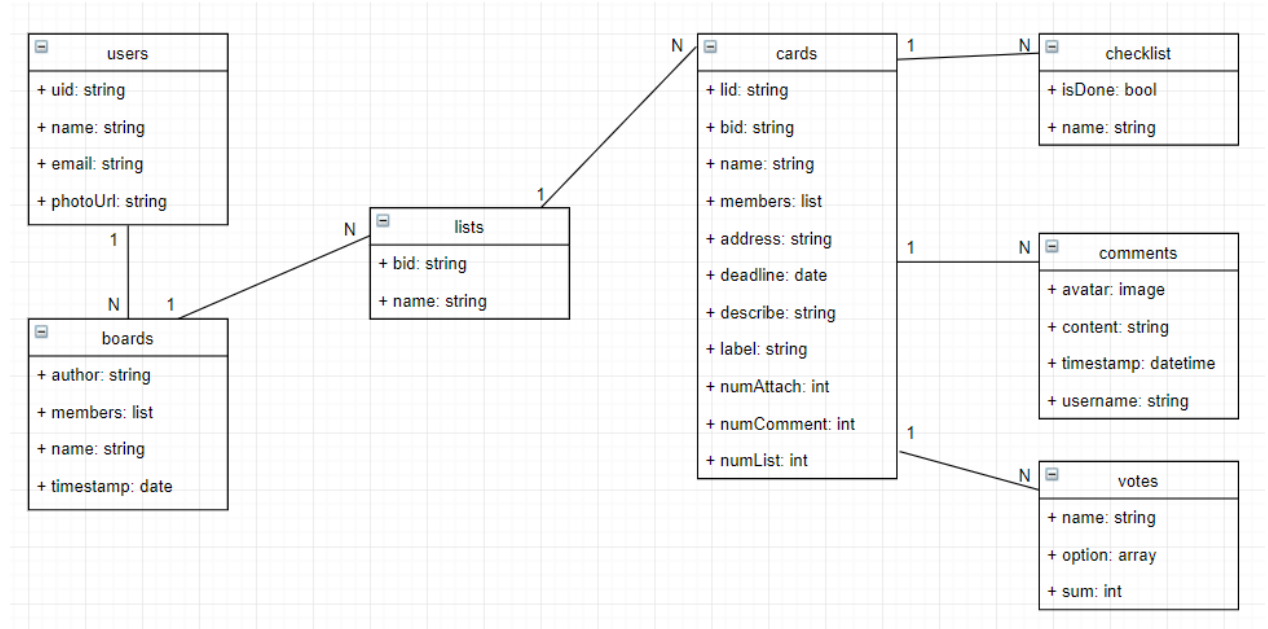 users
+ uid: string
+ name: string
+ email: string
+ photoUrl: string
1
N
boards
+ author: string
+ members: list
+ name: string
+ timestamp: date
1
N
lists
+ bid: string
+ name: string
1
N
cards
+ lid: string
+ bid: string
+ name: string
+ members: list
+ address: string
+ deadline: date
+ describe: string
+ label: string
+ numAttach: int
+ numComment: int
+ numList: int
1
N
checklist
+ isDone: bool
+ name: string
1
N
comments
+ avatar: image
+ content: string
+ timestamp: datetime
+ username: string
1
N
votes
+ name: string
+ option: array
+ sum: int